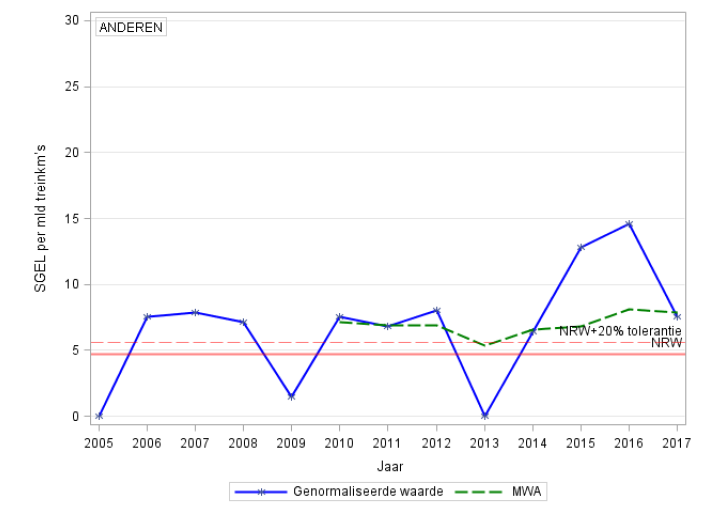 ANDEREN
30
25
20
15
10
5
0
SGEL per mld treinkm's
NRW+20% tolerantie
NRW
2005 2006 2007 2008 2009 2010 2011 2012 2013 2014 2015 2016 2017
Jaar
Genormaliseerde waarde MWA